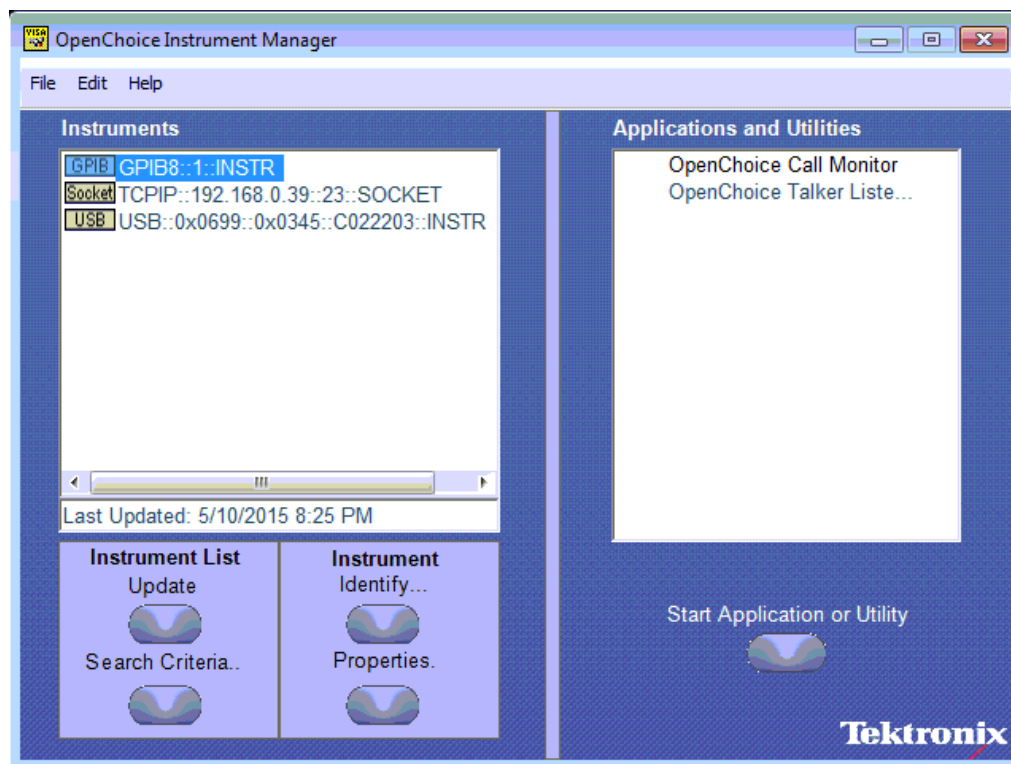 VISA
OpenChoice Instrument Manager
File Edit Help
Instruments
GPIB GPIB8::1::INSTR
Socket TCPIP::192.168.0.39::23::SOCKET
USB USB::0x0699::0x0345::C022203::INSTR
Last Updated: 5/10/2015 8:25 PM
Instrument List
Update
Search Criteria..
Instrument
Identify...
Properties.
Applications and Utilities
OpenChoice Call Monitor
OpenChoice Talker Liste...
Start Application or Utility
Tektronix